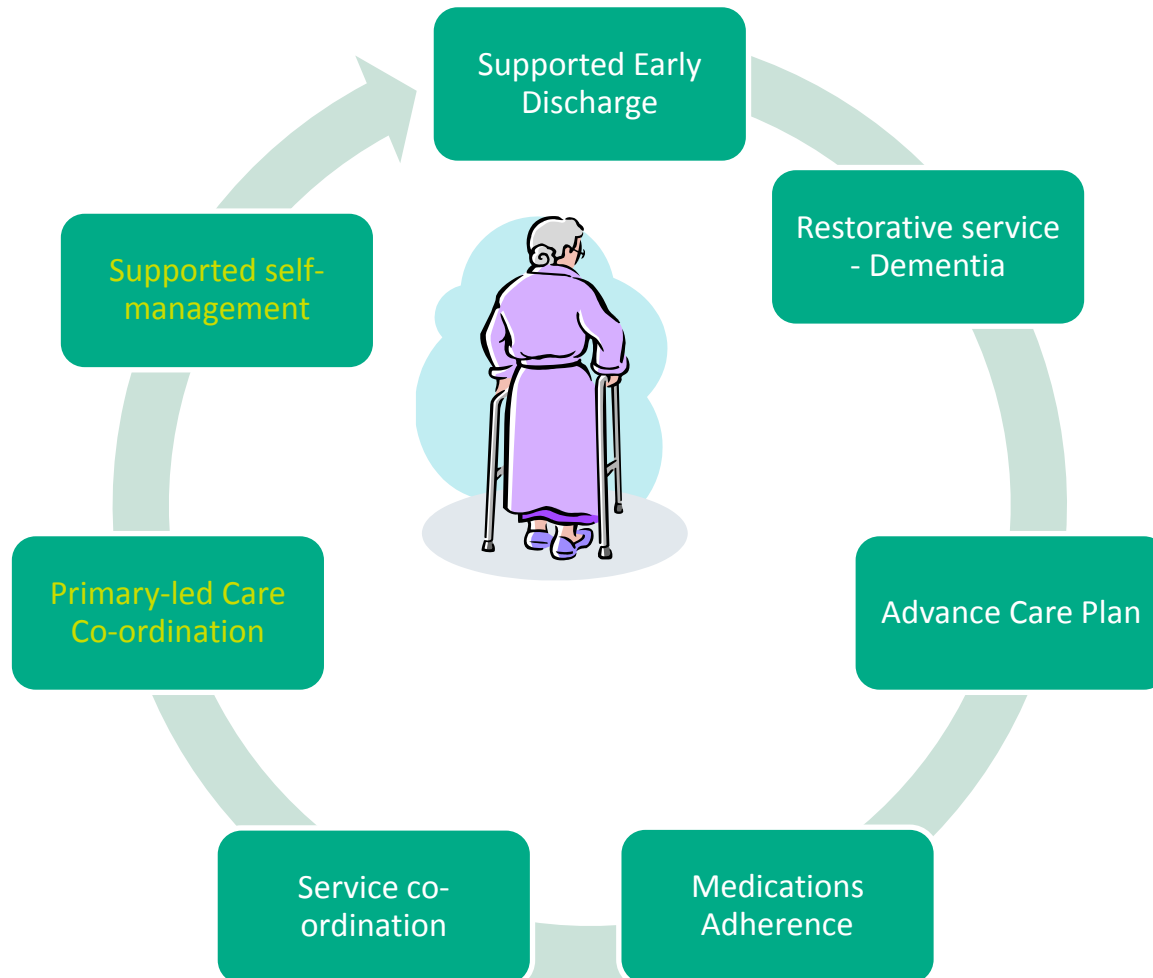 Supported Early
Discharge
Restorative service
- Dementia
Advance Care Plan
Medications
Adherence
Service co-
ordination
Primary-led Care
Co-ordination
Supported self-
management